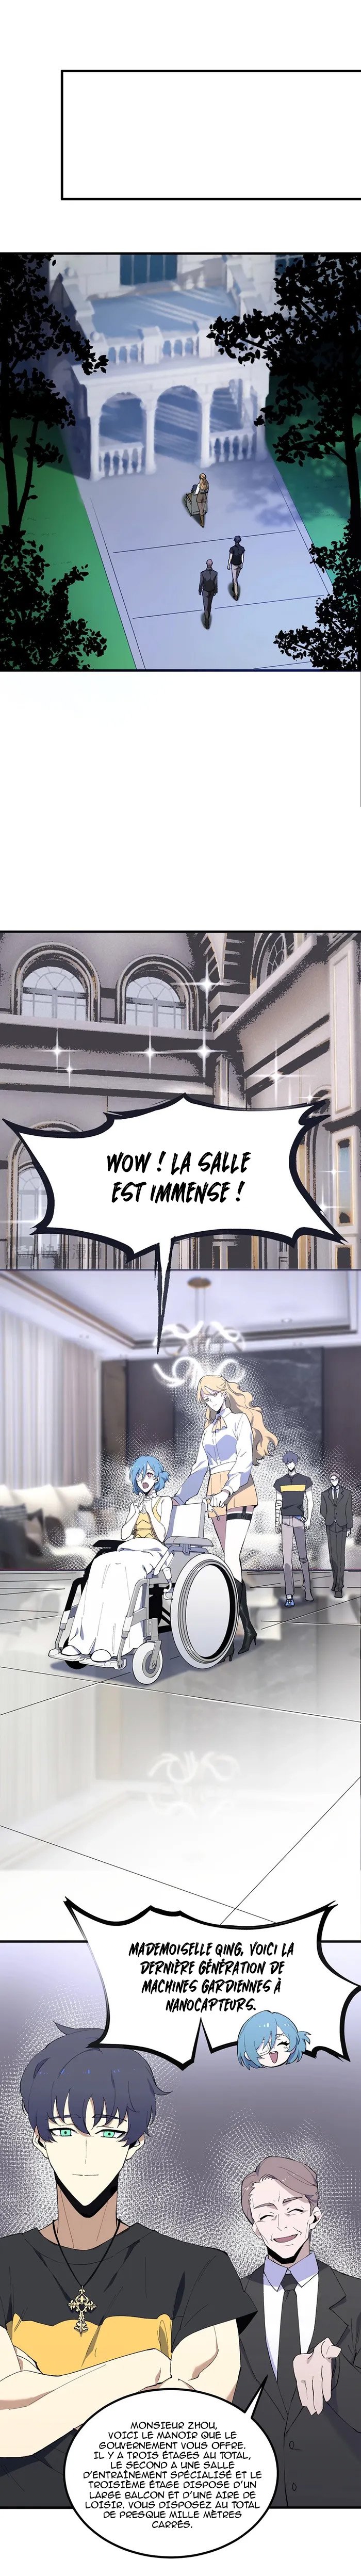 WOW ! LA SALLE
EST IMMENSE !
MADEMOISELLE QING, VOICI LA
DERNIÈRE GÉNÉRATION DE
MACHINES GARDIENNES À
NANOCAPTEURS.
MONSIEUR ZHOU,
VOICI LE MANOIR QUE LE
GOUVERNEMENT VOUS OFFRE.
IL Y A TROIS ÉTAGES AU TOTAL,
LE SECOND A UNE SALLE
D'ENTRAÎNEMENT SPÉCIALISÉ ET LE
TROISIÈME ÉTAGE DISPOSE D'UN
LARGE BALCON ET D'UNE AIRE DE
LOISIR. VOUS DISPOSEZ AU TOTAL
DE PRESQUE MILLE MÈTRES
CARRÉS.